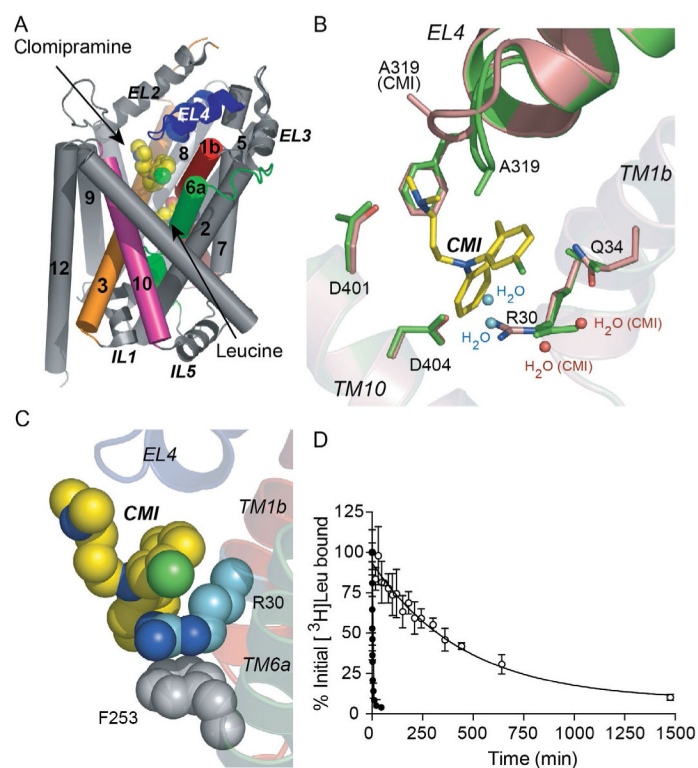 A
Clomipramine
EL2
EL4
EL3
8
5
1b
6a
9
2
7
12
3
10
IL1
IL5
Leucine
B
EL4
A319
(CMI)
A319
TM1b
CMI
Q34
D401
H₂O
R30
H₂O
H₂O (CMI)
D404
H₂O (CMI)
TM10
C
EL4
CMI
TM1b
R30
TM6a
F253
D
% Initial [³H]Leu bound
125
100
75
50
25
0
0 250 500 750 1000 1250 1500
Time (min)